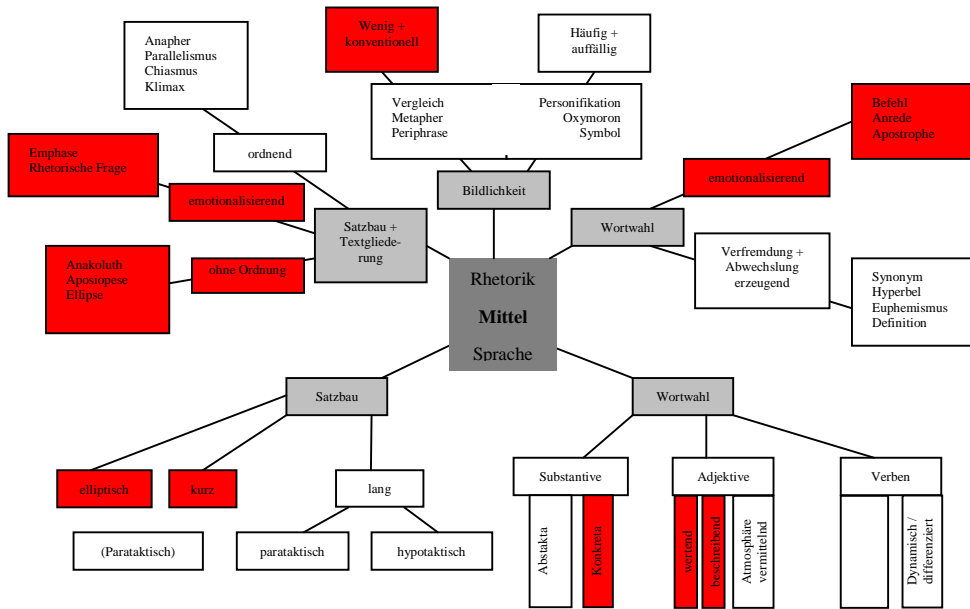 Anapher
Parallelismus
Chiasmus
Klimax
Wenig +
konventionell
Häufig +
auffällig
Vergleich
Metapher
Periphrase
Personifikation
Oxymoron
Symbol
Befehl
Anrede
Apostrophe
Emphase
Rhetorische Frage
ordnend
emotionalisierend
Bildlichkeit
emotionalisierend
Satzbau +
Textgliede-
rung
Wortwahl
Anakoluth
Aposiopese
Ellipse
ohne Ordnung
Verfremdung +
Abwechslung
erzeugend
Synonym
Hyperbel
Euphemismus
Definition
Rhetorik
Mittel
Sprache
Satzbau
Wortwahl
elliptisch
kurz
lang
Substantive
Adjektive
Verben
(Parataktisch)
parataktisch
hypotaktisch
Abstakta
Konkreta
wertend
beschreibend
Atmosphäre
vermittelnd
Dynamisch /
differenziert